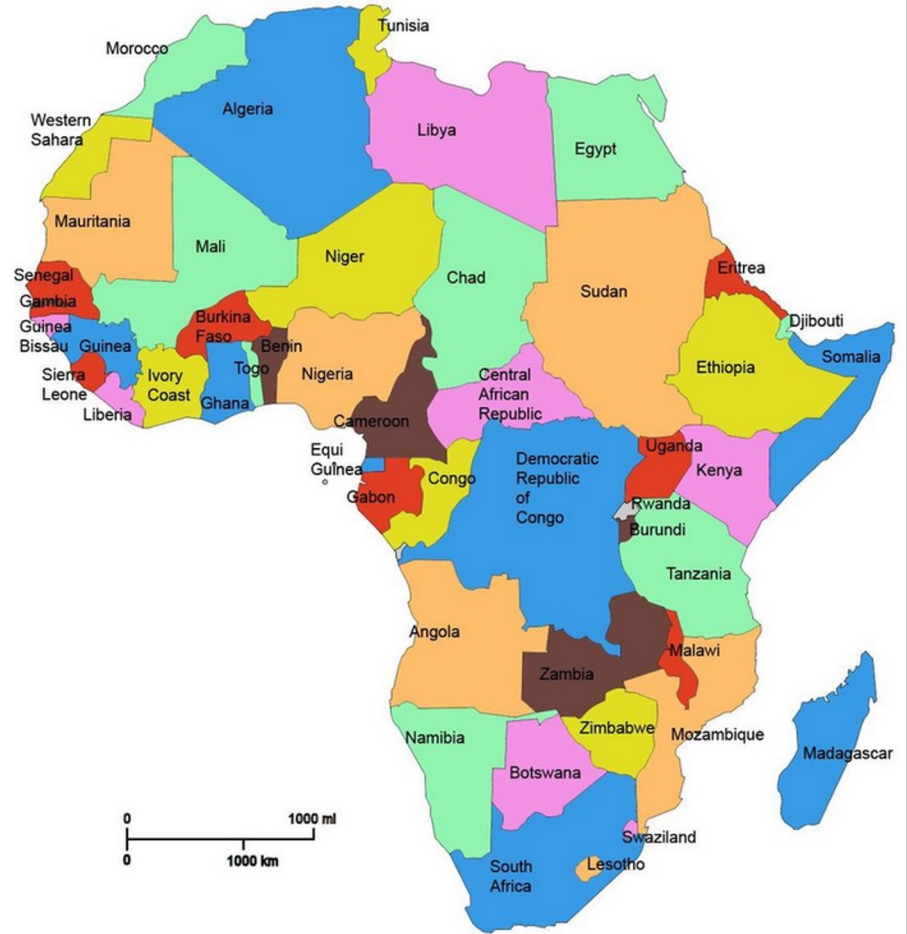 Tunisia
Morocco
Algeria
Western
Sahara
Libya
Egypt
Mauritania
Mali
Niger
Chad
Sudan
Eritrea
Senegal
Gambia
Guinea
Bissau
Guinea
Burkina
Faso
Benin
Togo
Djibouti
Somalia
Ethiopia
Sierra
Leone
Liberia
Ivory
Coast
Ghana
Nigeria
Central
African
Republic
Cameroon
Equi
Guinea
Gabon
Congo
Democratic
Republic
of
Congo
Uganda
Kenya
Rwanda
Burundi
Tanzania
Angola
Zambia
Malawi
Mozambique
Madagascar
Namibia
Zimbabwe
Botswana
Swaziland
Lesotho
South
Africa
0 1000 mi
0 1000 km